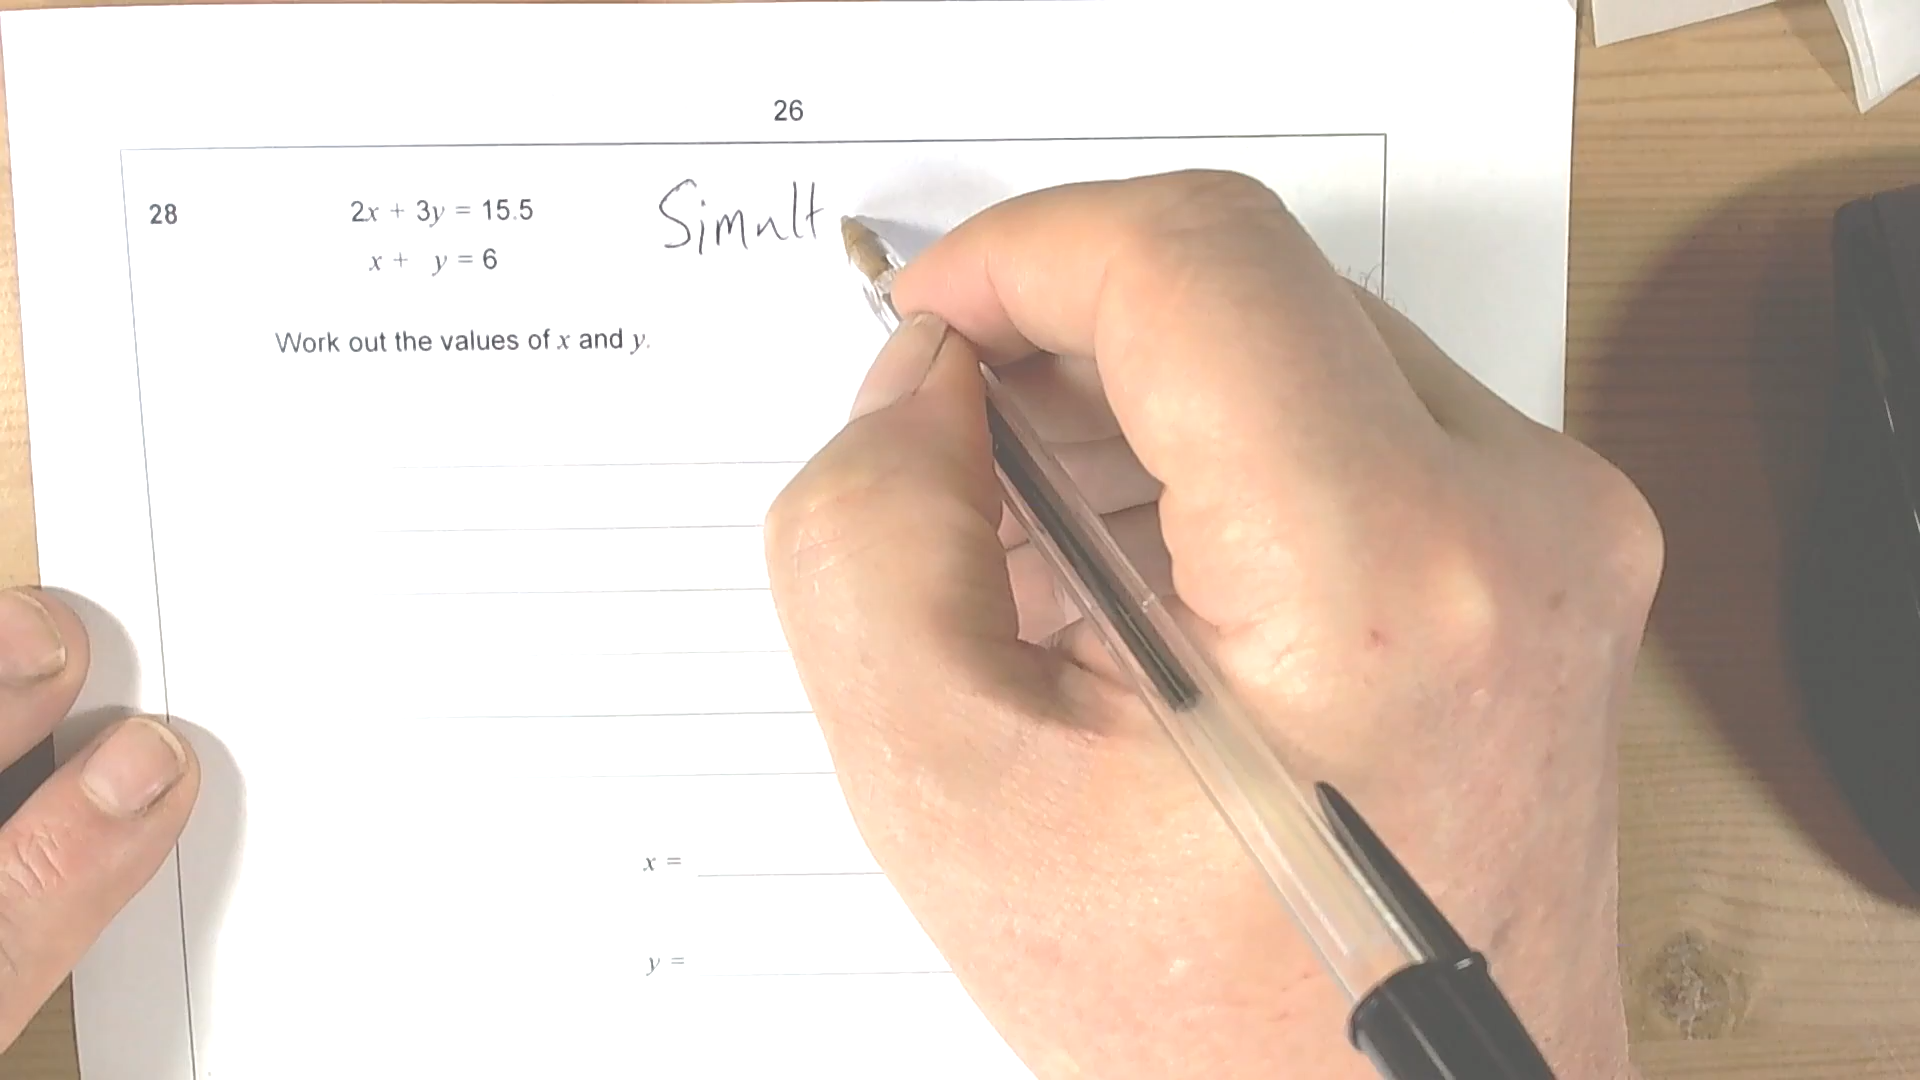 26
28
2x + 3y = 15.5
Simult
x + y = 6
Work out the values of x and y.
x =
y =